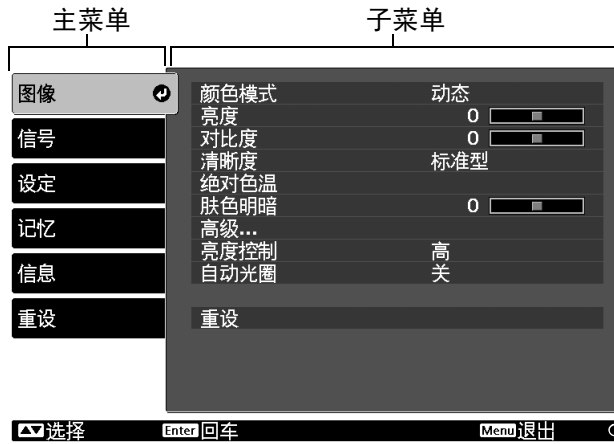 主菜单 子菜单
图像
信号
设定
记忆
信息
重设
颜色模式 动态
亮度 0
对比度 0
清晰度 标准型
绝对色温
肤色明暗 0
高级...
亮度控制 高
自动光圈 关
重设
选择 Enter 回车 Menu 退出